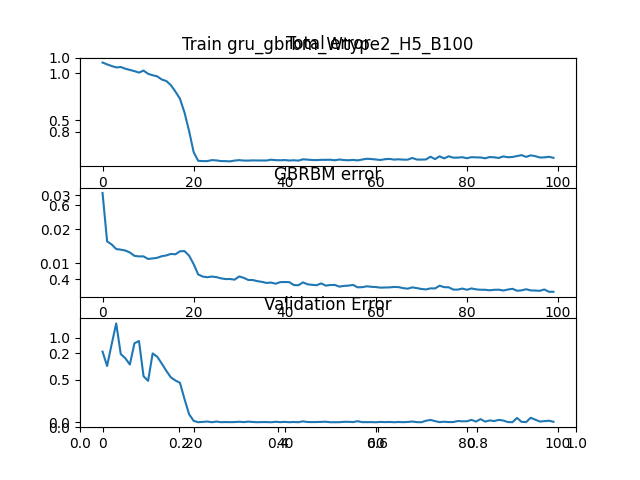 Train gru_gbrbm_Wtype2_H5_B100
Total error
1.0
1.0
0.5
0.8
0 20 40 60 80 100
GBRBM error
0.03
0.6
0.02
0.01
0.4
0 20 40 60 80 100
Validation Error
1.0
0.2
0.5
0.0
0.0
0 20 40 60 80 100
0.0 0.2 0.4 0.6 0.8 1.0